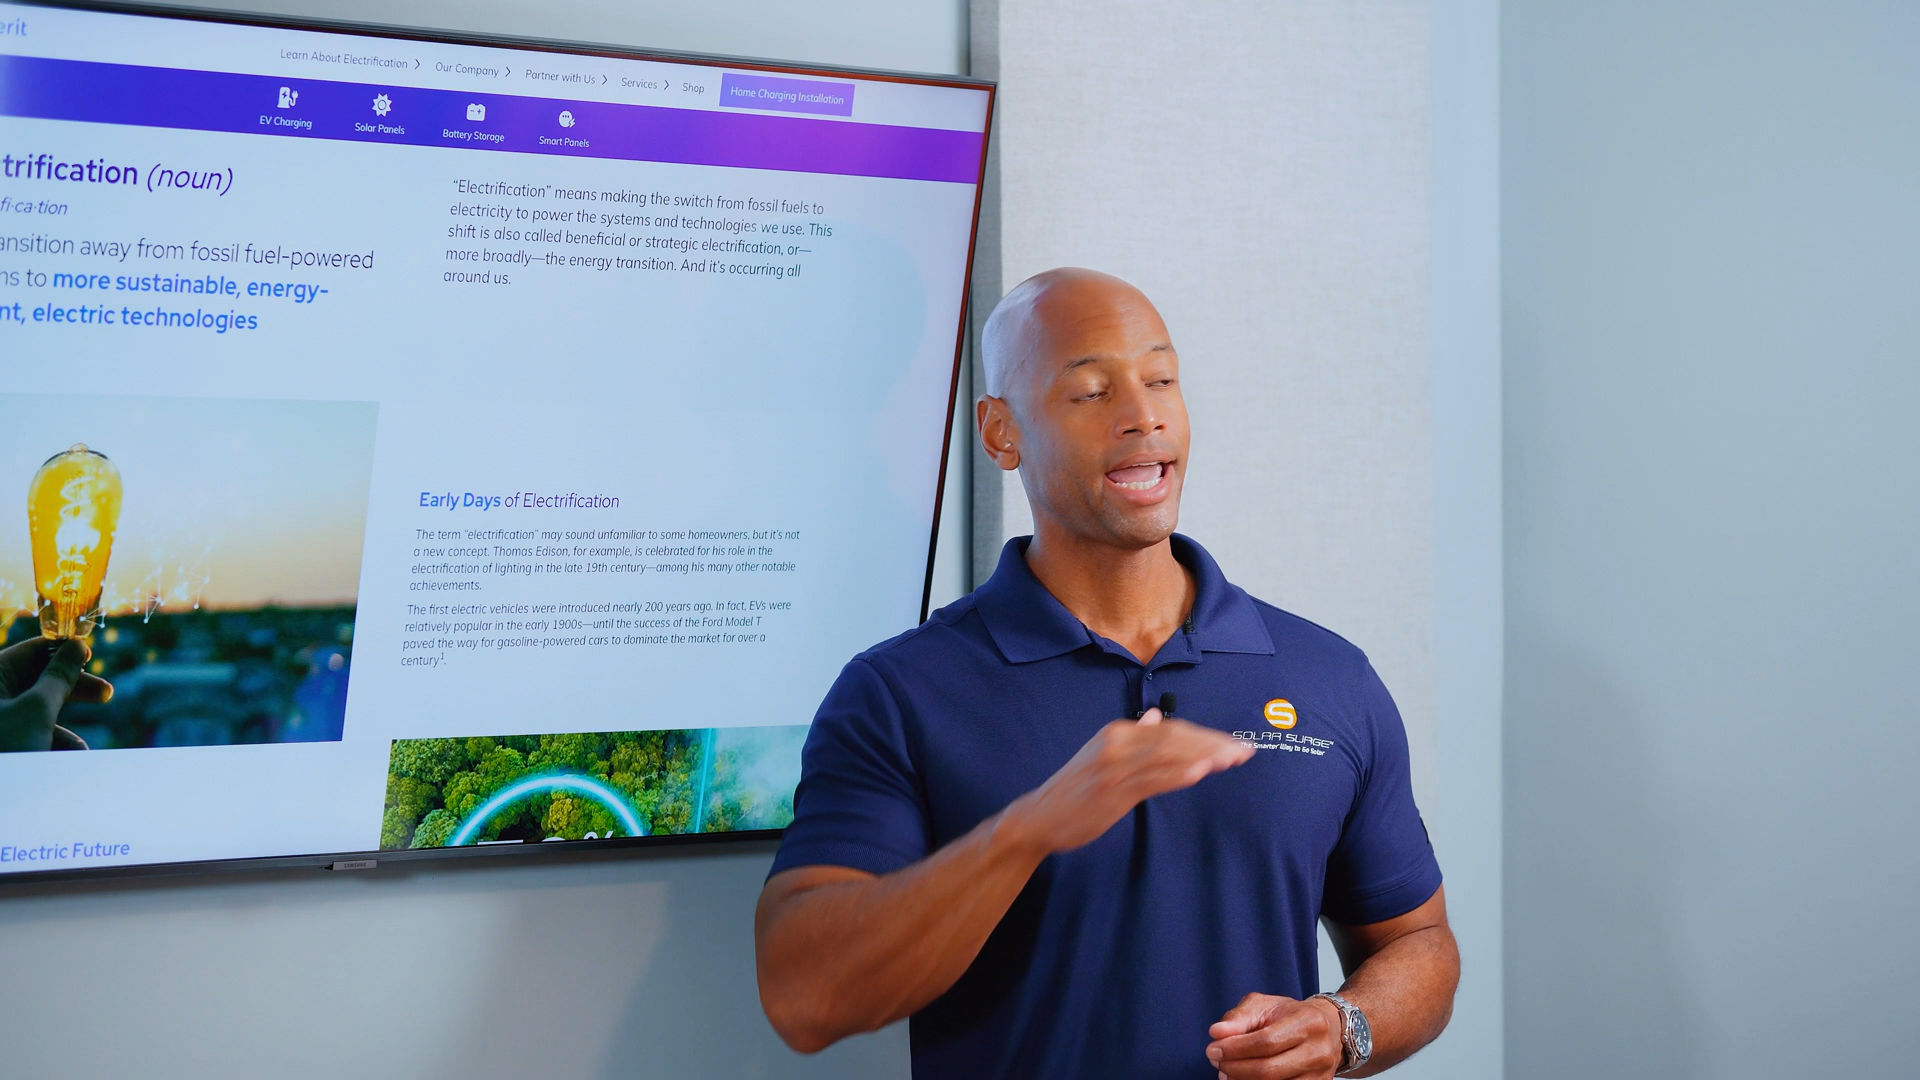 erit
Learn About Electrification
Our Company
Partner with Us
Services
Shop
Home Charging Installation
EV Charging
Solar Panels
Battery Storage
Smart Panels
trification (noun)
fi·ca·tion
ansition away from fossil fuel-powered
ns to more sustainable, energy-
nt, electric technologies
“Electrification” means making the switch from fossil fuels to
electricity to power the systems and technologies we use. This
shift is also called beneficial or strategic electrification, or—
more broadly—the energy transition. And it’s occurring all
around us.
Early Days of Electrification
The term “electrification” may sound unfamiliar to some homeowners, but it’s not
a new concept. Thomas Edison, for example, is celebrated for his role in the
electrification of lighting in the late 19th century—among his many other notable
achievements.
The first electric vehicles were introduced nearly 200 years ago. In fact, EVs were
relatively popular in the early 1900s—until the success of the Ford Model T
paved the way for gasoline-powered cars to dominate the market for over a
century1.
Electric Future
SAMSUNG
S
SOLAR SURGE
The Smarter Way to Go Solar